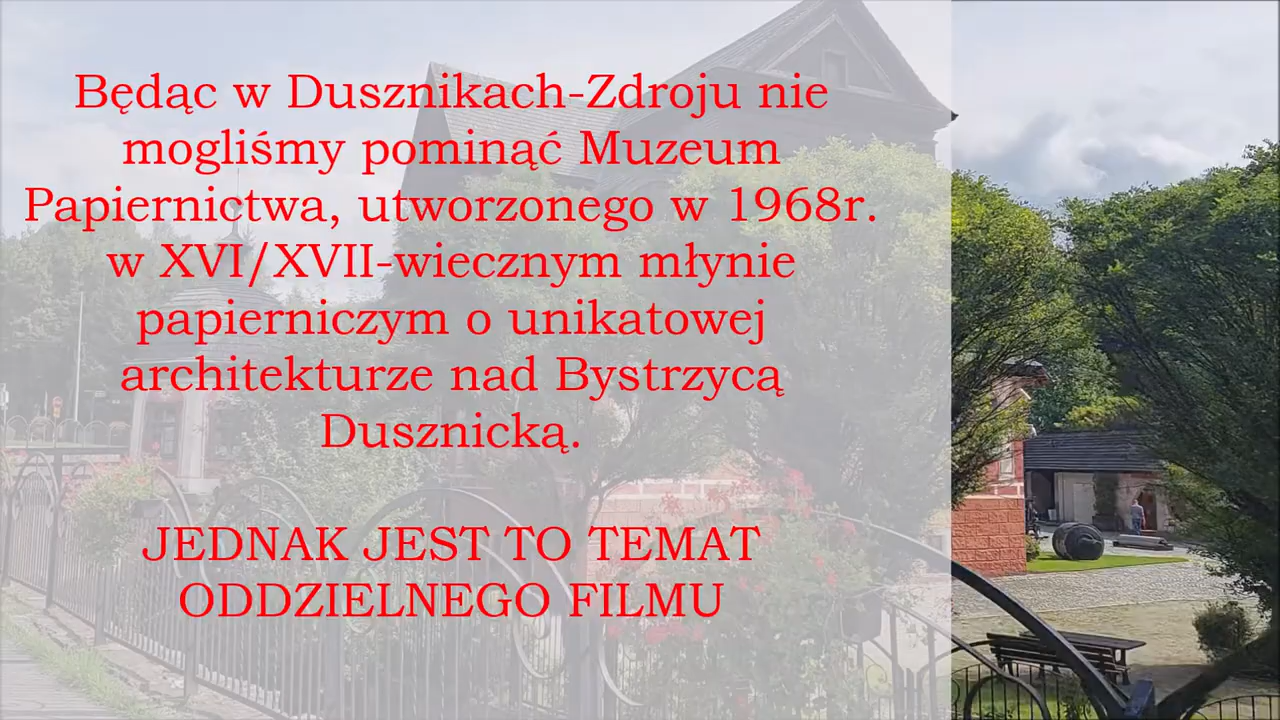 Będąc w Dusznikach-Zdroju nie
mogliśmy pominąć Muzeum
Papiernictwa, utworzonego w 1968r.
w XVI/XVII-wiecznym młynie
papierniczym o unikatowej
architekturze nad Bystrzycą
Dusznicką.
JEDNAK JEST TO TEMAT
ODDZIELNEGO FILMU